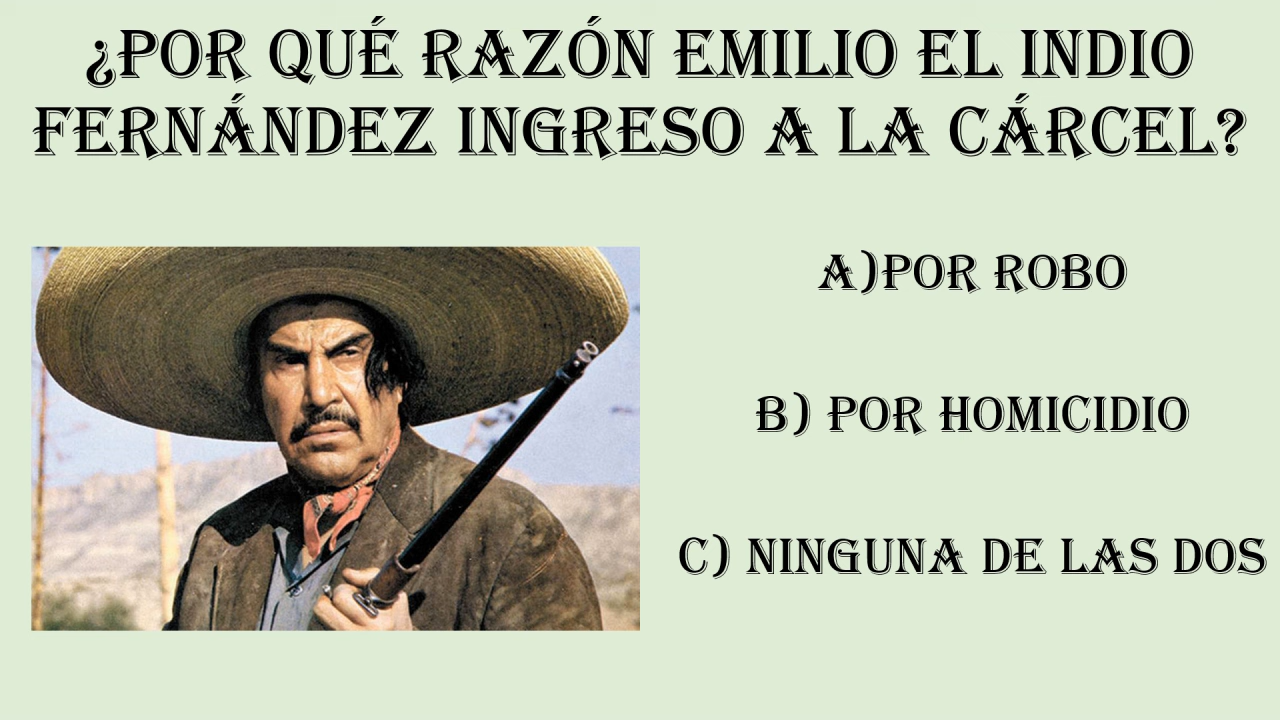 ¿POR QUÉ RAZÓN EMILIO EL INDIO
FERNÁNDEZ INGRESO A LA CÁRCEL?
A)POR ROBO
B) POR HOMICIDIO
C) NINGUNA DE LAS DOS